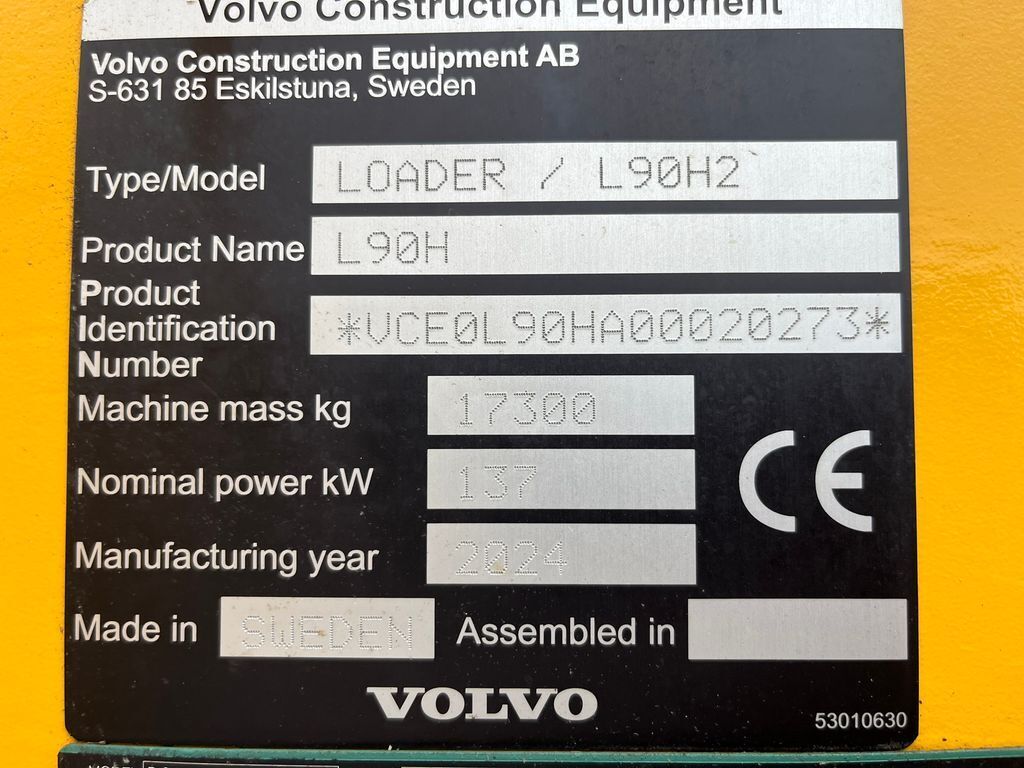 Volvo Construction Equipment
Volvo Construction Equipment AB
S-631 85 Eskilstuna, Sweden
Type/Model LOADER / L90H2
Product Name L90H
Product
Identification *VCE0L90HA00020273*
Number
Machine mass kg 17300
Nominal power kW 137
Manufacturing year 2024
Made in SWEDEN Assembled in
VOLVO
53010630